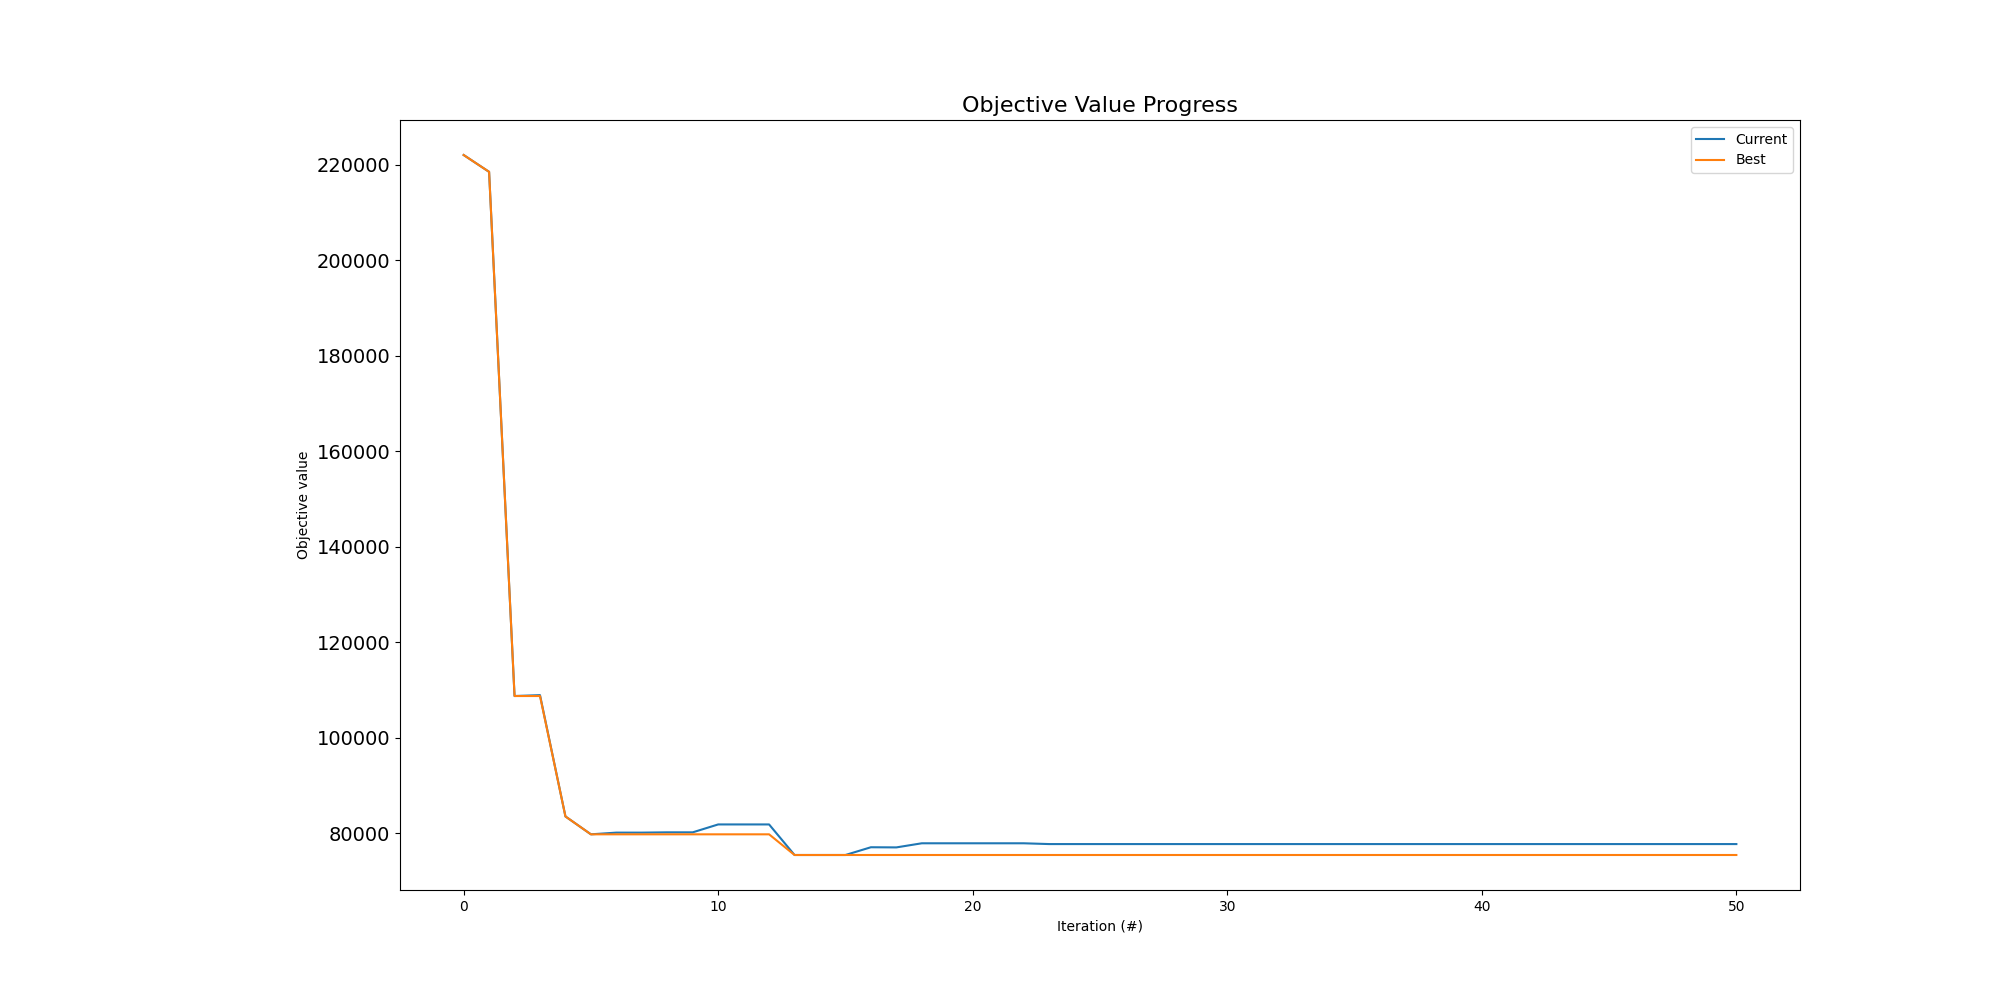 Objective Value Progress
Current
Best
220000
200000
180000
160000
140000
120000
100000
80000
Objective value
0 10 20 30 40 50
Iteration (#)